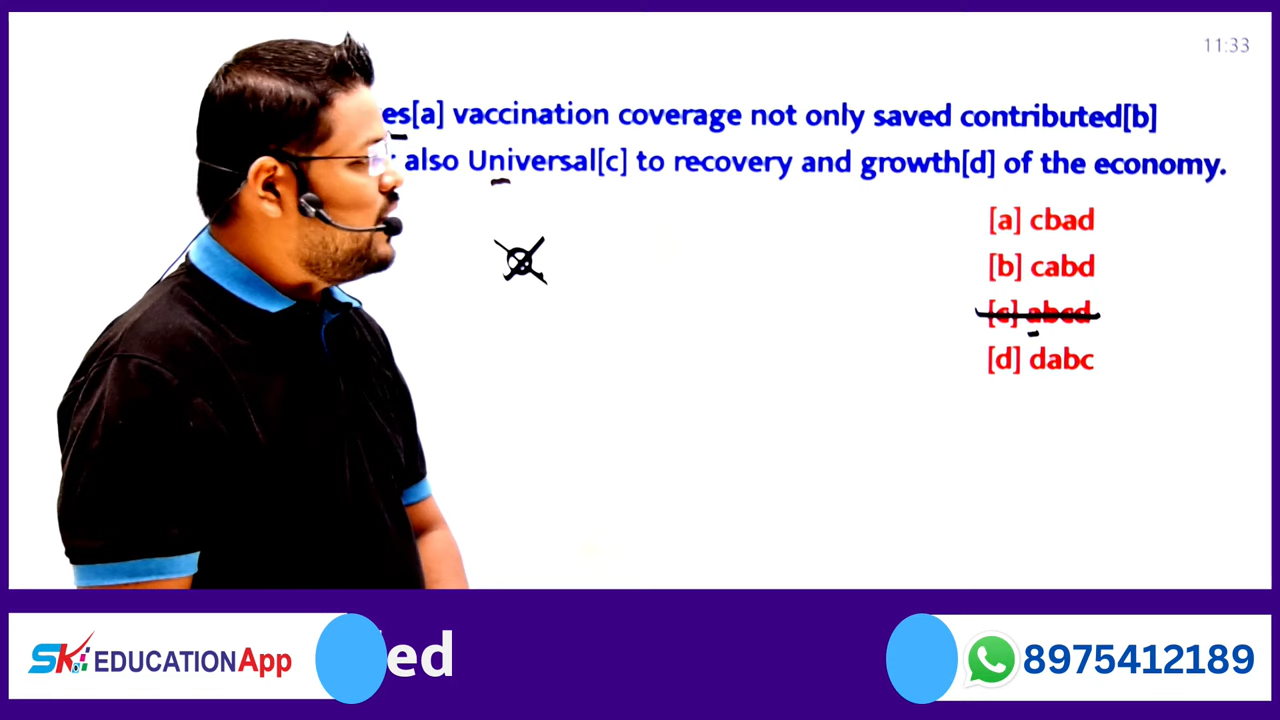 11:33
es[a] vaccination coverage not only saved contributed[b]
also Universal[c] to recovery and growth[d] of the economy.
[a] cbad
[b] cabd
[c] abcd
[d] dabc
SK EDUCATIONApp
ed
8975412189